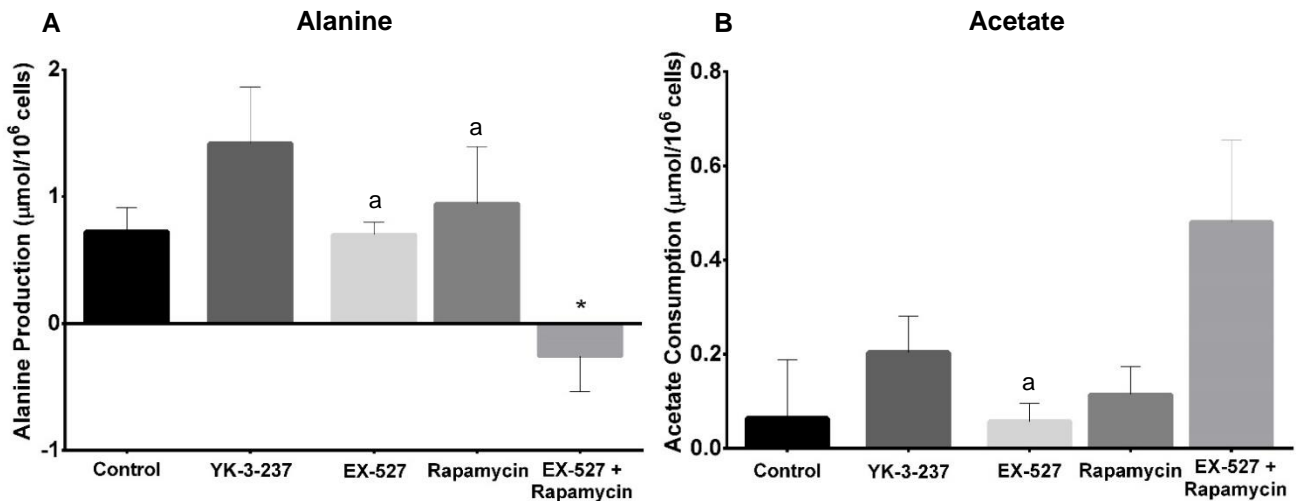 A
Alanine
Alanine Production (μmol/10⁶ cells)
2
1
0
-1
a
a
*
Control
YK-3-237
EX-527
Rapamycin
EX-527 +
Rapamycin
B
Acetate
Acetate Consumption (μmol/10⁶ cells)
0.8
0.6
0.4
0.2
0.0
a
Control
YK-3-237
EX-527
Rapamycin
EX-527 +
Rapamycin